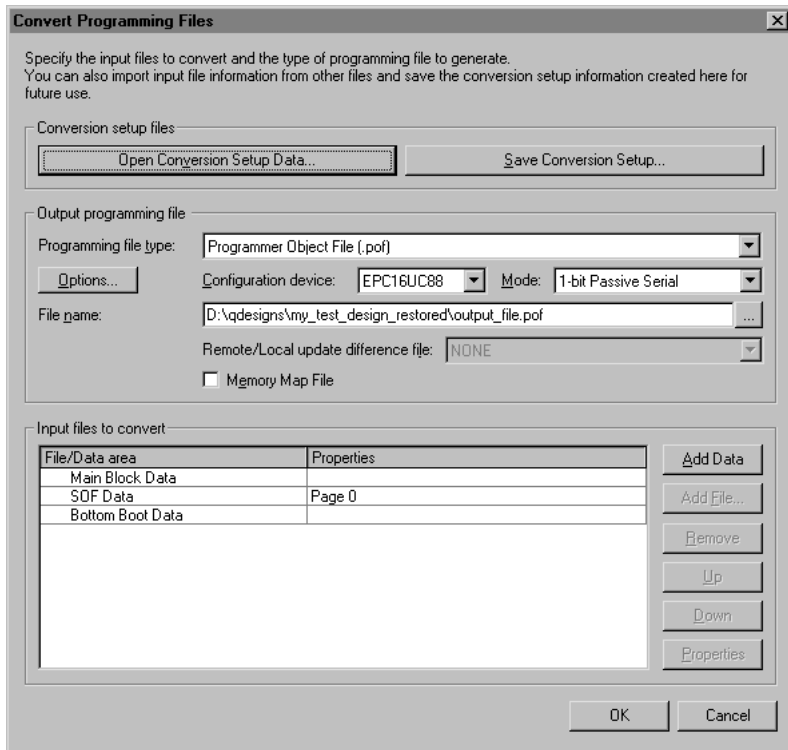 Convert Programming Files
Specify the input files to convert and the type of programming file to generate.
You can also import input file information from other files and save the conversion setup information created here for
future use.
Conversion setup files
Open Conversion Setup Data...
Save Conversion Setup...
Output programming file
Programming file type:
Programmer Object File (.pof)
Options...
Configuration device:
EPC16UC88
Mode:
1-bit Passive Serial
File name:
D:\qdesigns\my_test_design_restored\output_file.pof
...
Remote/Local update difference file:
NONE
Memory Map File
Input files to convert
File/Data area
Properties
Main Block Data
SOF Data
Page 0
Bottom Boot Data
Add Data
Add File...
Remove
Up
Down
Properties
OK
Cancel